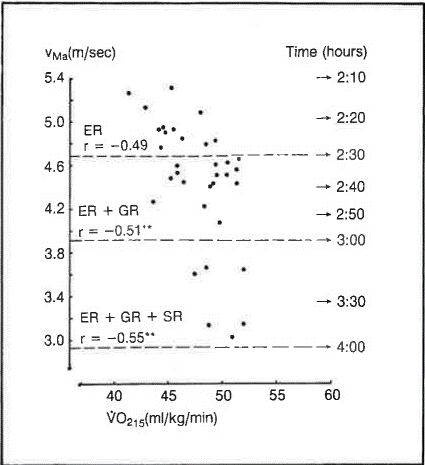 vMa(m/sec) Time (hours)
5.4 → 2:10
5.0 → 2:20
ER
r = −0.49 → 2:30
4.6
→ 2:40
4.2 ER + GR → 2:50
r = −0.51** → 3:00
3.8
3.4 → 3:30
ER + GR + SR
3.0 r = −0.55** → 4:00
40 45 50 55 60
V̇O215(ml/kg/min)